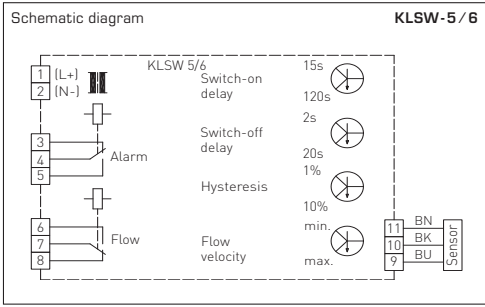 Schematic diagram
KLSW-5/6
KLSW 5/6
1 (L+)
2 (N-)
3
4
5
Alarm
6
7
8
Flow
Switch-on
delay
15s
120s
Switch-off
delay
2s
20s
Hysteresis
1%
10%
Flow
velocity
min.
max.
11 BN
10 BK
9 BU
Sensor